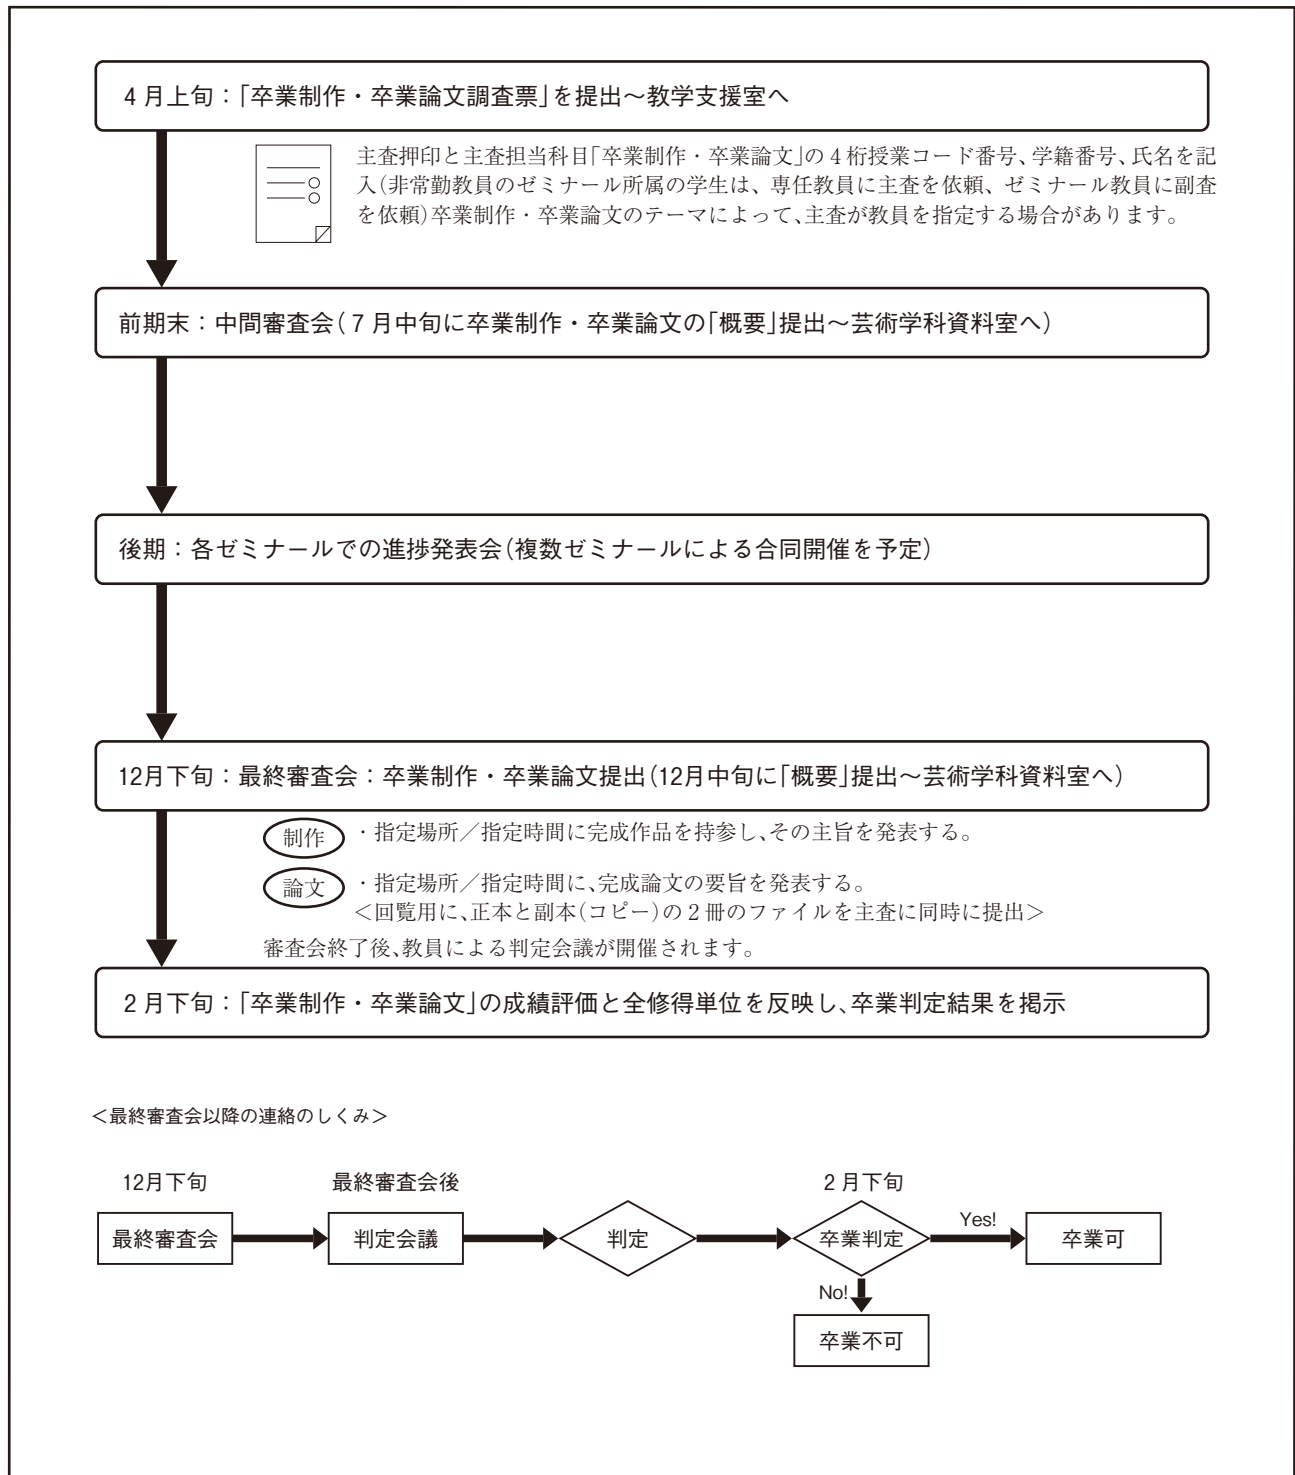 4月上旬：「卒業制作・卒業論文調査票」を提出～教学支援室へ
主査押印と主査担当科目「卒業制作・卒業論文」の4桁授業コード番号、学籍番号、氏名を記
入（非常勤教員のゼミナール所属の学生は、専任教員に主査を依頼、ゼミナール教員に副査
を依頼）卒業制作・卒業論文のテーマによって、主査が教員を指定する場合があります。
前期末：中間審査会（7月中旬に卒業制作・卒業論文の「概要」提出～芸術学科資料室へ）
後期：各ゼミナールでの進捗発表会（複数ゼミナールによる合同開催を予定）
12月下旬：最終審査会：卒業制作・卒業論文提出（12月中旬に「概要」提出～芸術学科資料室へ）
制作 ・指定場所／指定時間に完成作品を持参し、その主旨を発表する。
論文 ・指定場所／指定時間に、完成論文の要旨を発表する。
＜回覧用に、正本と副本（コピー）の2冊のファイルを主査に同時に提出＞
審査会終了後、教員による判定会議が開催されます。
2月下旬：「卒業制作・卒業論文」の成績評価と全修得単位を反映し、卒業判定結果を掲示
＜最終審査会以降の連絡のしくみ＞
12月下旬 最終審査会後 2月下旬
最終審査会 判定会議 判定 卒業判定 Yes! 卒業可
No!
卒業不可